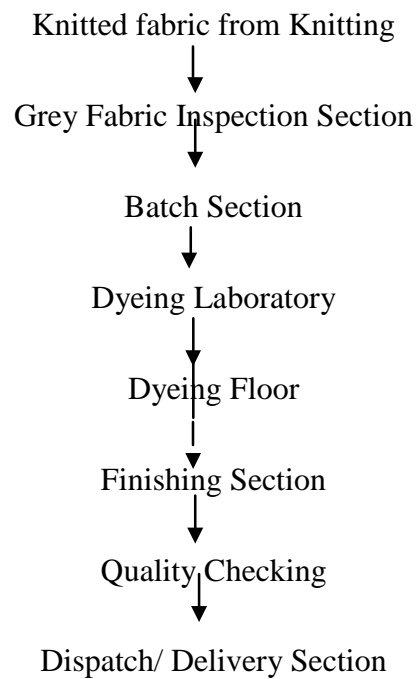 Knitted fabric from Knitting
Grey Fabric Inspection Section
Batch Section
Dyeing Laboratory
Dyeing Floor
Finishing Section
Quality Checking
Dispatch/ Delivery Section